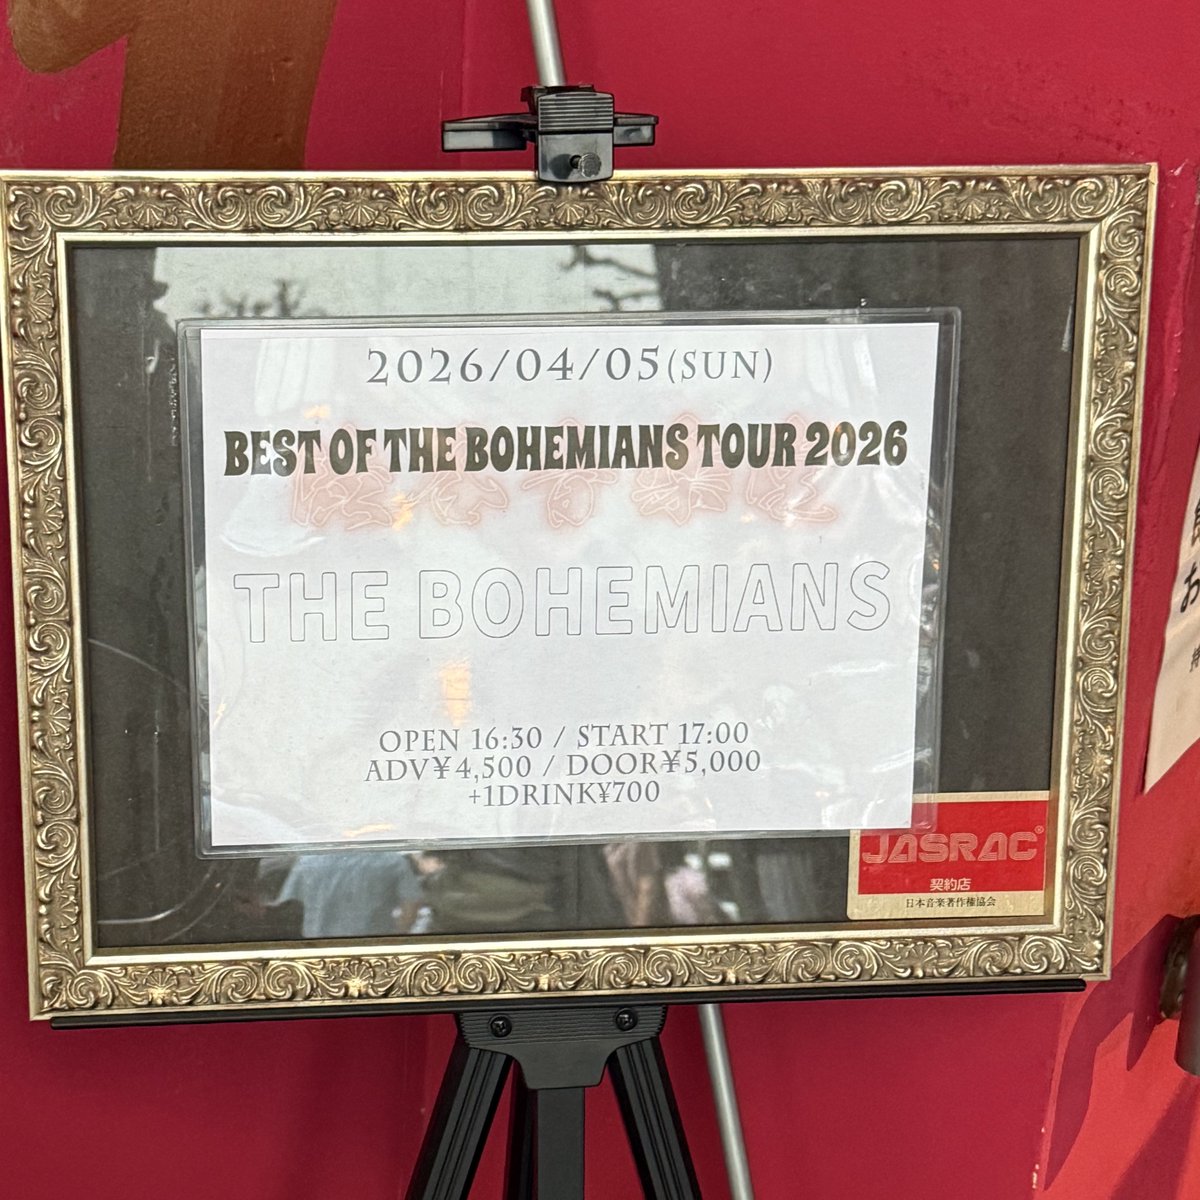 2026/04/05(SUN)
BEST OF THE BOHEMIANS TOUR 2026
THE BOHEMIANS
OPEN 16:30 / START 17:00
ADV¥4,500 / DOOR¥5,000
+1DRINK¥700
JASRAC®
契約店
日本音楽著作権協会
お